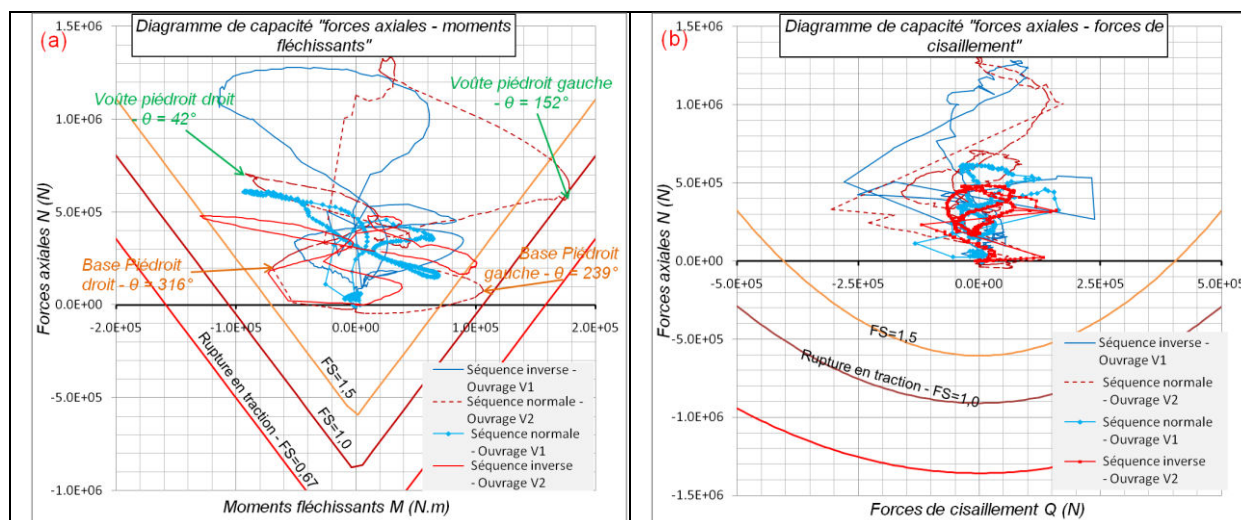 (a)
Diagramme de capacité "forces axiales - moments
fléchissants"
Voûte piédroit droit
- θ = 42°
Voûte piédroit gauche
- θ = 152°
Base Piédroit
droit - θ = 316°
Base Piédroit
gauche - θ = 239°
Forces axiales N (N)
1.5E+06
1.0E+06
5.0E+05
0.0E+00
-5.0E+05
-1.0E+06
-2.0E+05
-1.0E+05
0.0E+00
1.0E+05
2.0E+05
Rupture en traction - FS=0,67
FS=1,0
FS=1,5
Séquence inverse -
Ouvrage V1
Séquence normale -
Ouvrage V2
Séquence normale
- Ouvrage V1
Séquence inverse
- Ouvrage V2
Moments fléchissants M (N.m)
(b)
Diagramme de capacité "forces axiales - forces de
cisaillement"
Forces axiales N (N)
1.5E+06
1.0E+06
5.0E+05
0.0E+00
-5.0E+05
-1.0E+06
-1.5E+06
-5.0E+05
-2.5E+05
0.0E+00
2.5E+05
5.0E+05
FS=1,5
Rupture en traction - FS=1,0
Séquence inverse -
Ouvrage V1
Séquence normale
- Ouvrage V2
Séquence normale
- Ouvrage V1
Séquence inverse
- Ouvrage V2
Forces de cisaillement Q (N)